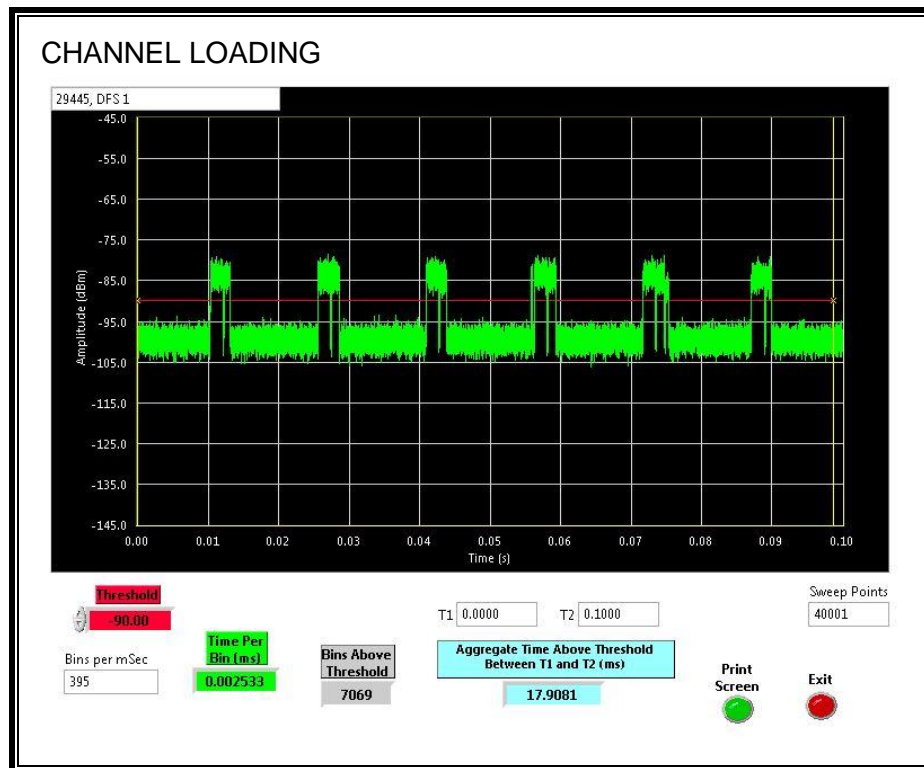 CHANNEL LOADING
29445, DFS 1
-45.0
-55.0
-65.0
-75.0
-85.0
-95.0
-105.0
-115.0
-125.0
-135.0
-145.0
Amplitude (dBm)
0.00 0.01 0.02 0.03 0.04 0.05 0.06 0.07 0.08 0.09 0.10
Time (s)
Threshold
-90.00
T1 0.0000 T2 0.1000
Sweep Points
40001
Bins per mSec
395
Time Per
Bin (ms)
0.002533
Bins Above
Threshold
7069
Aggregate Time Above Threshold
Between T1 and T2 (ms)
17.9081
Print
Screen
Exit